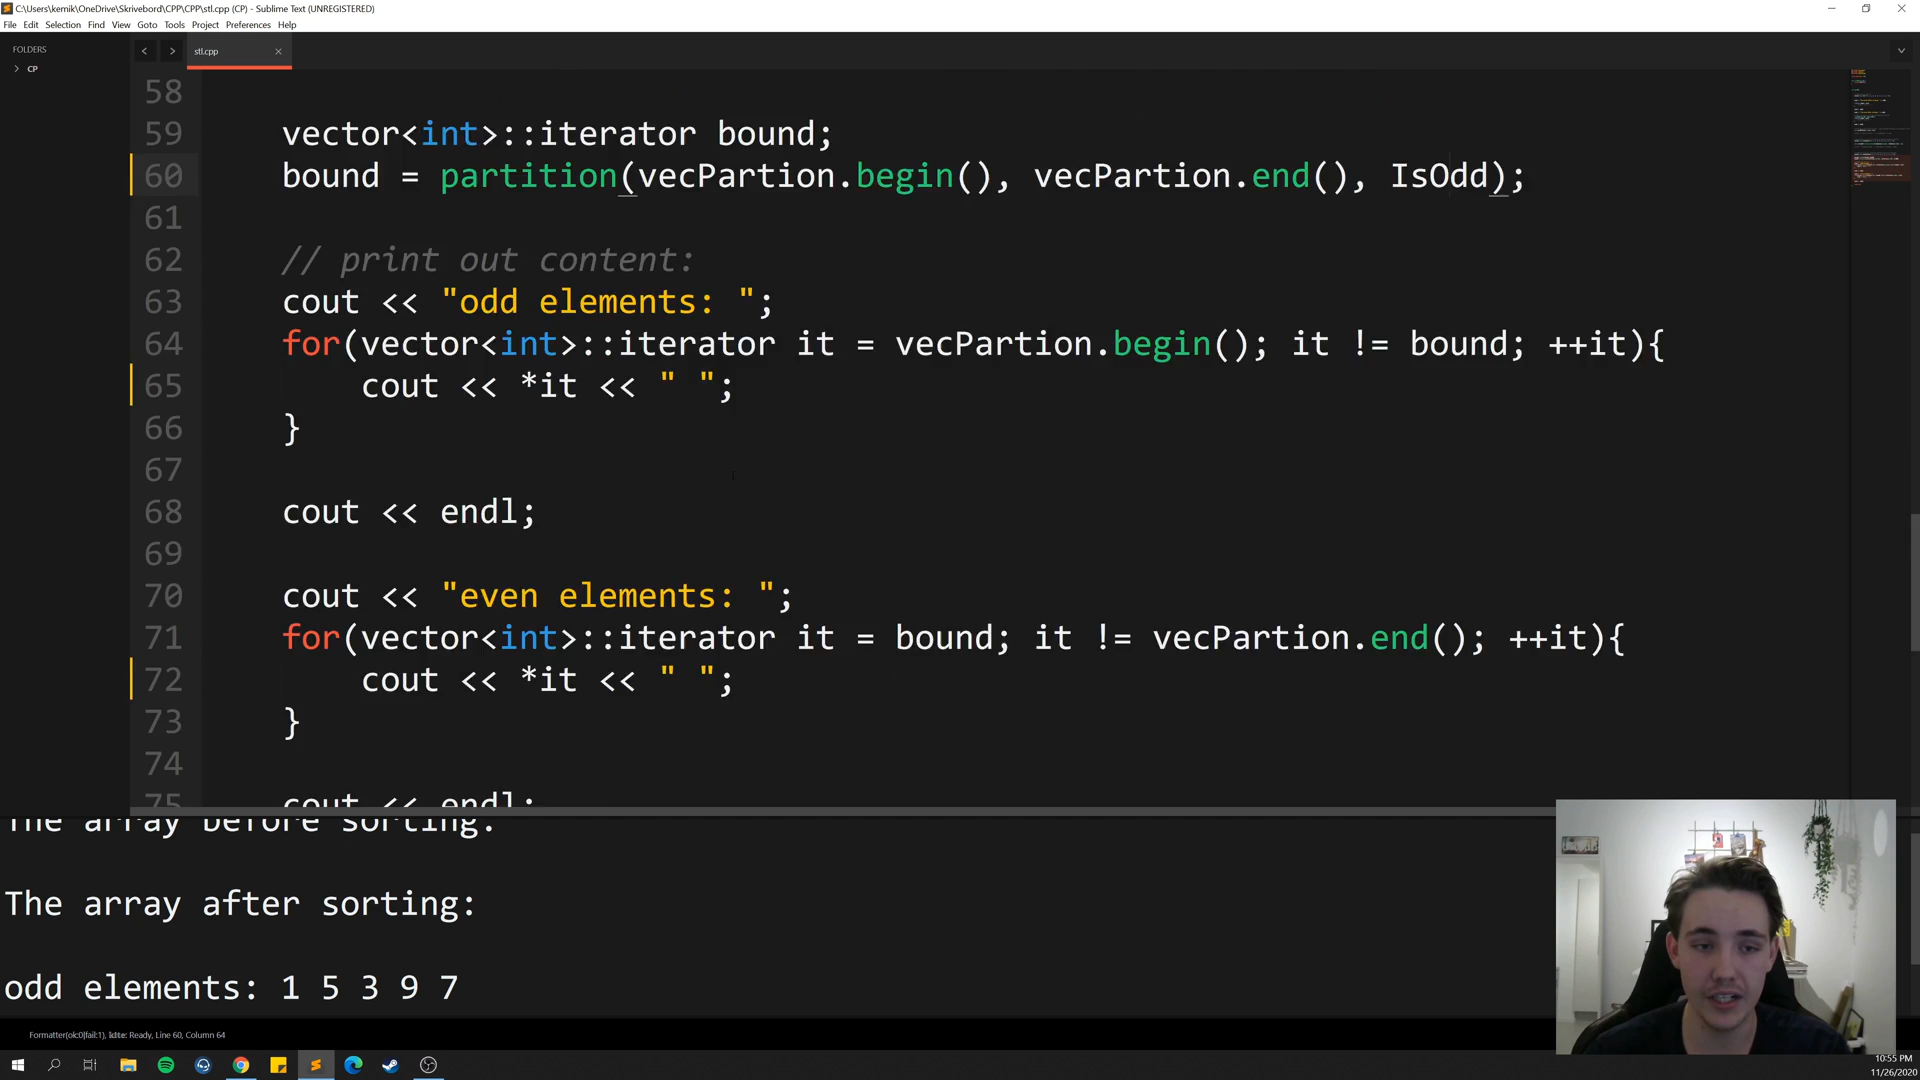 C:\Users\kemik\OneDrive\Skrivebord\CPP\CPP\stl.cpp (CP) - Sublime Text (UNREGISTERED)
File Edit Selection Find View Goto Tools Project Preferences Help
FOLDERS
CP
stl.cpp
58
59 vector<int>::iterator bound;
60 bound = partition(vecPartion.begin(), vecPartion.end(), IsOdd);
61
62 // print out content:
63 cout << "odd elements: ";
64 for(vector<int>::iterator it = vecPartion.begin(); it != bound; ++it){
65 cout << *it << " ";
66 }
67
68 cout << endl;
69
70 cout << "even elements: ";
71 for(vector<int>::iterator it = bound; it != vecPartion.end(); ++it){
72 cout << *it << " ";
73 }
74
75 cout << endl;
The array before sorting:
The array after sorting:
odd elements: 1 5 3 9 7
Formatter(ok:0|fail:1), Idte: Ready, Line 60, Column 64
10:55 PM
11/26/2020